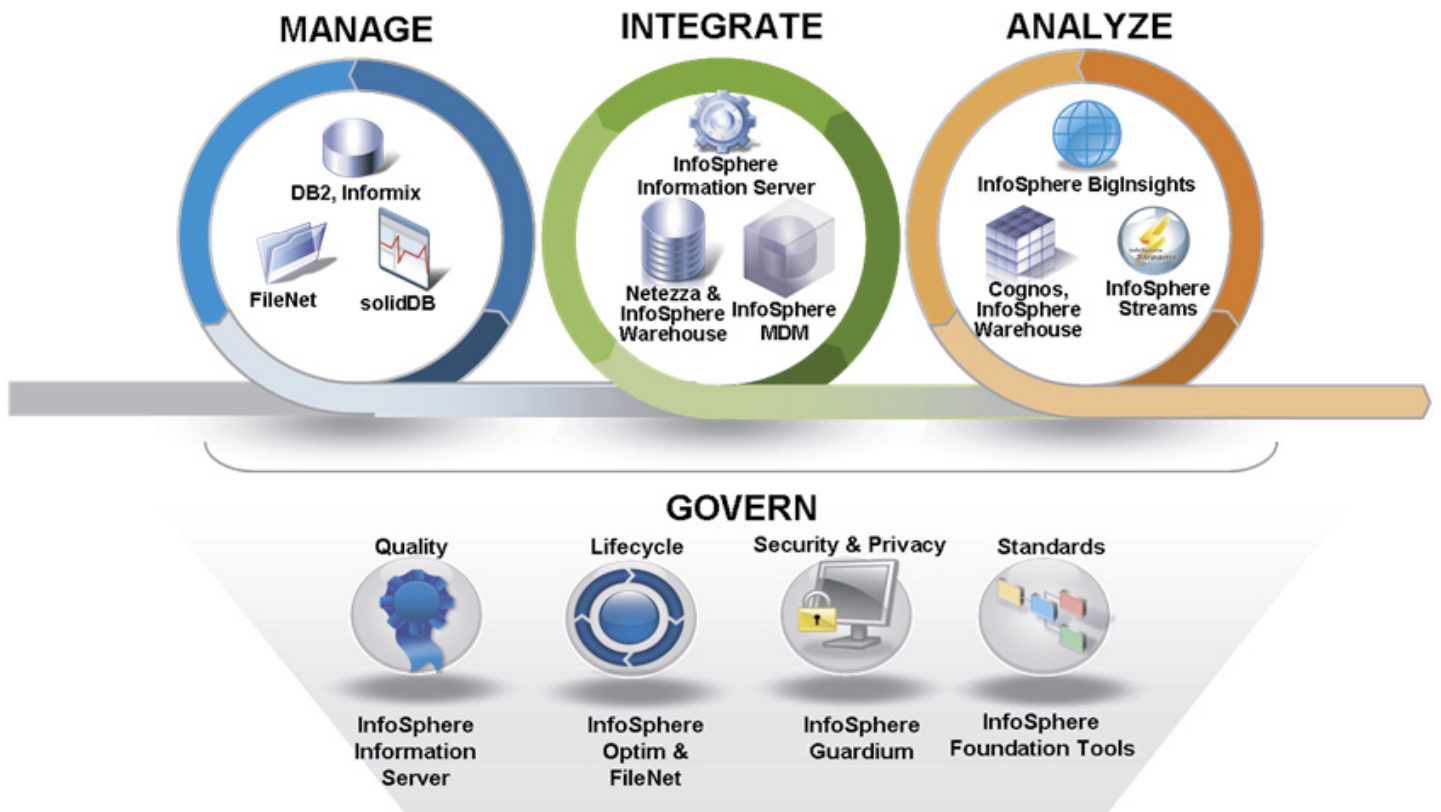 MANAGE
INTEGRATE
ANALYZE
DB2, Informix
FileNet
solidDB
InfoSphere
Information Server
Netezza &
InfoSphere
Warehouse
InfoSphere
MDM
InfoSphere BigInsights
Cognos,
InfoSphere
Warehouse
InfoSphere
Streams
InfoSphere
Streams
GOVERN
Quality
Lifecycle
Security & Privacy
Standards
InfoSphere
Information
Server
InfoSphere
Optim &
FileNet
InfoSphere
Guardium
InfoSphere
Foundation Tools